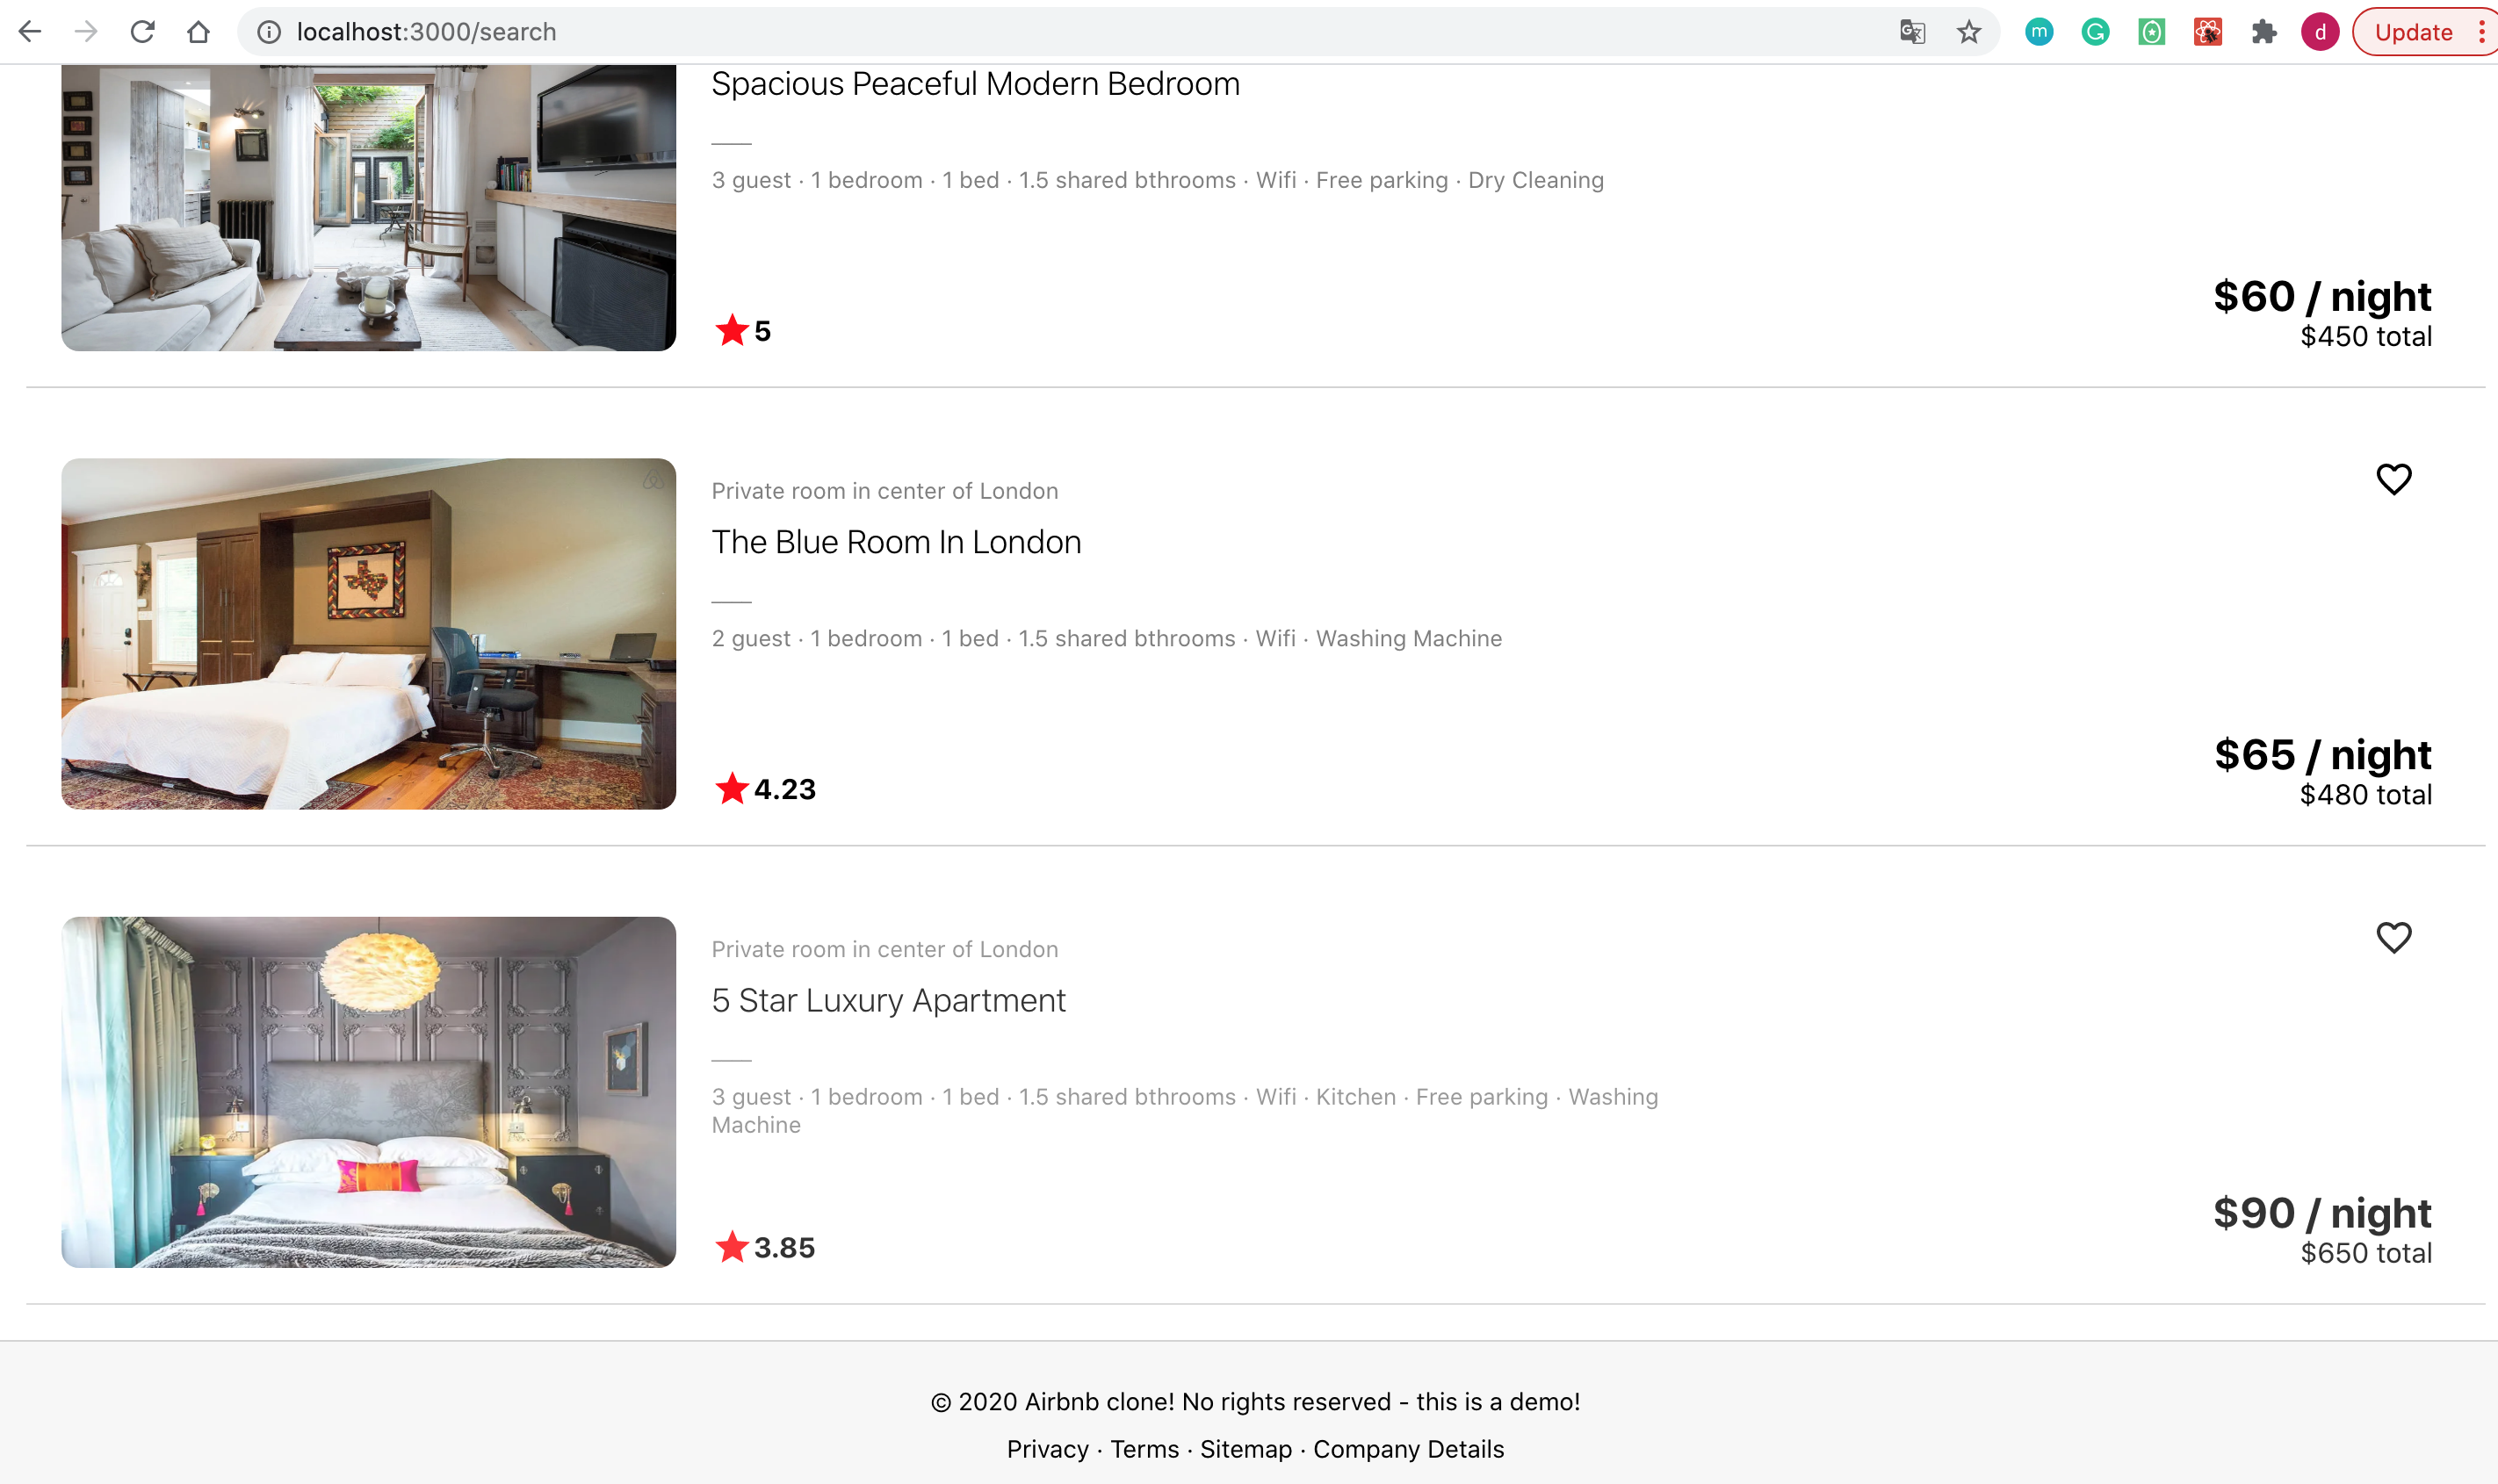 localhost:3000/search
m
d
Update
Spacious Peaceful Modern Bedroom
3 guest · 1 bedroom · 1 bed · 1.5 shared bthrooms · Wifi · Free parking · Dry Cleaning
5
$60 / night
$450 total
Private room in center of London
The Blue Room In London
2 guest · 1 bedroom · 1 bed · 1.5 shared bthrooms · Wifi · Washing Machine
4.23
$65 / night
$480 total
Private room in center of London
5 Star Luxury Apartment
3 guest · 1 bedroom · 1 bed · 1.5 shared bthrooms · Wifi · Kitchen · Free parking · Washing
Machine
3.85
$90 / night
$650 total
© 2020 Airbnb clone! No rights reserved - this is a demo!
Privacy · Terms · Sitemap · Company Details